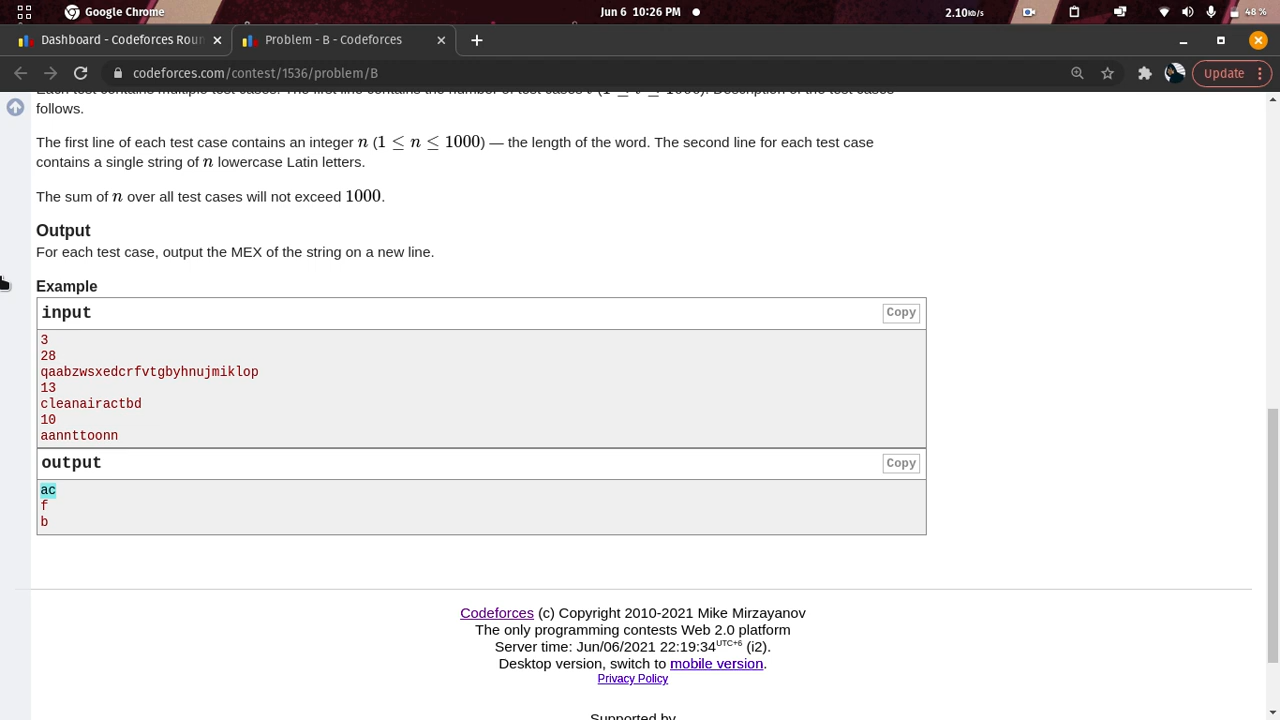 Google Chrome
Jun 6 10:26 PM
2.10kb/s
48 %
Dashboard - Codeforces Roun
Problem - B - Codeforces
codeforces.com/contest/1536/problem/B
Update
follows.
The first line of each test case contains an integer n (1 ≤ n ≤ 1000) — the length of the word. The second line for each test case
contains a single string of n lowercase Latin letters.
The sum of n over all test cases will not exceed 1000.
Output
For each test case, output the MEX of the string on a new line.
Example
input
Copy
3
28
qaabzwsxedcrfvtgbyhnujmiklop
13
cleanairactbd
10
aannttoonn
output
Copy
ac
f
b
Codeforces (c) Copyright 2010-2021 Mike Mirzayanov
The only programming contests Web 2.0 platform
Server time: Jun/06/2021 22:19:34 UTC+6 (i2).
Desktop version, switch to mobile version.
Privacy Policy
Supported by